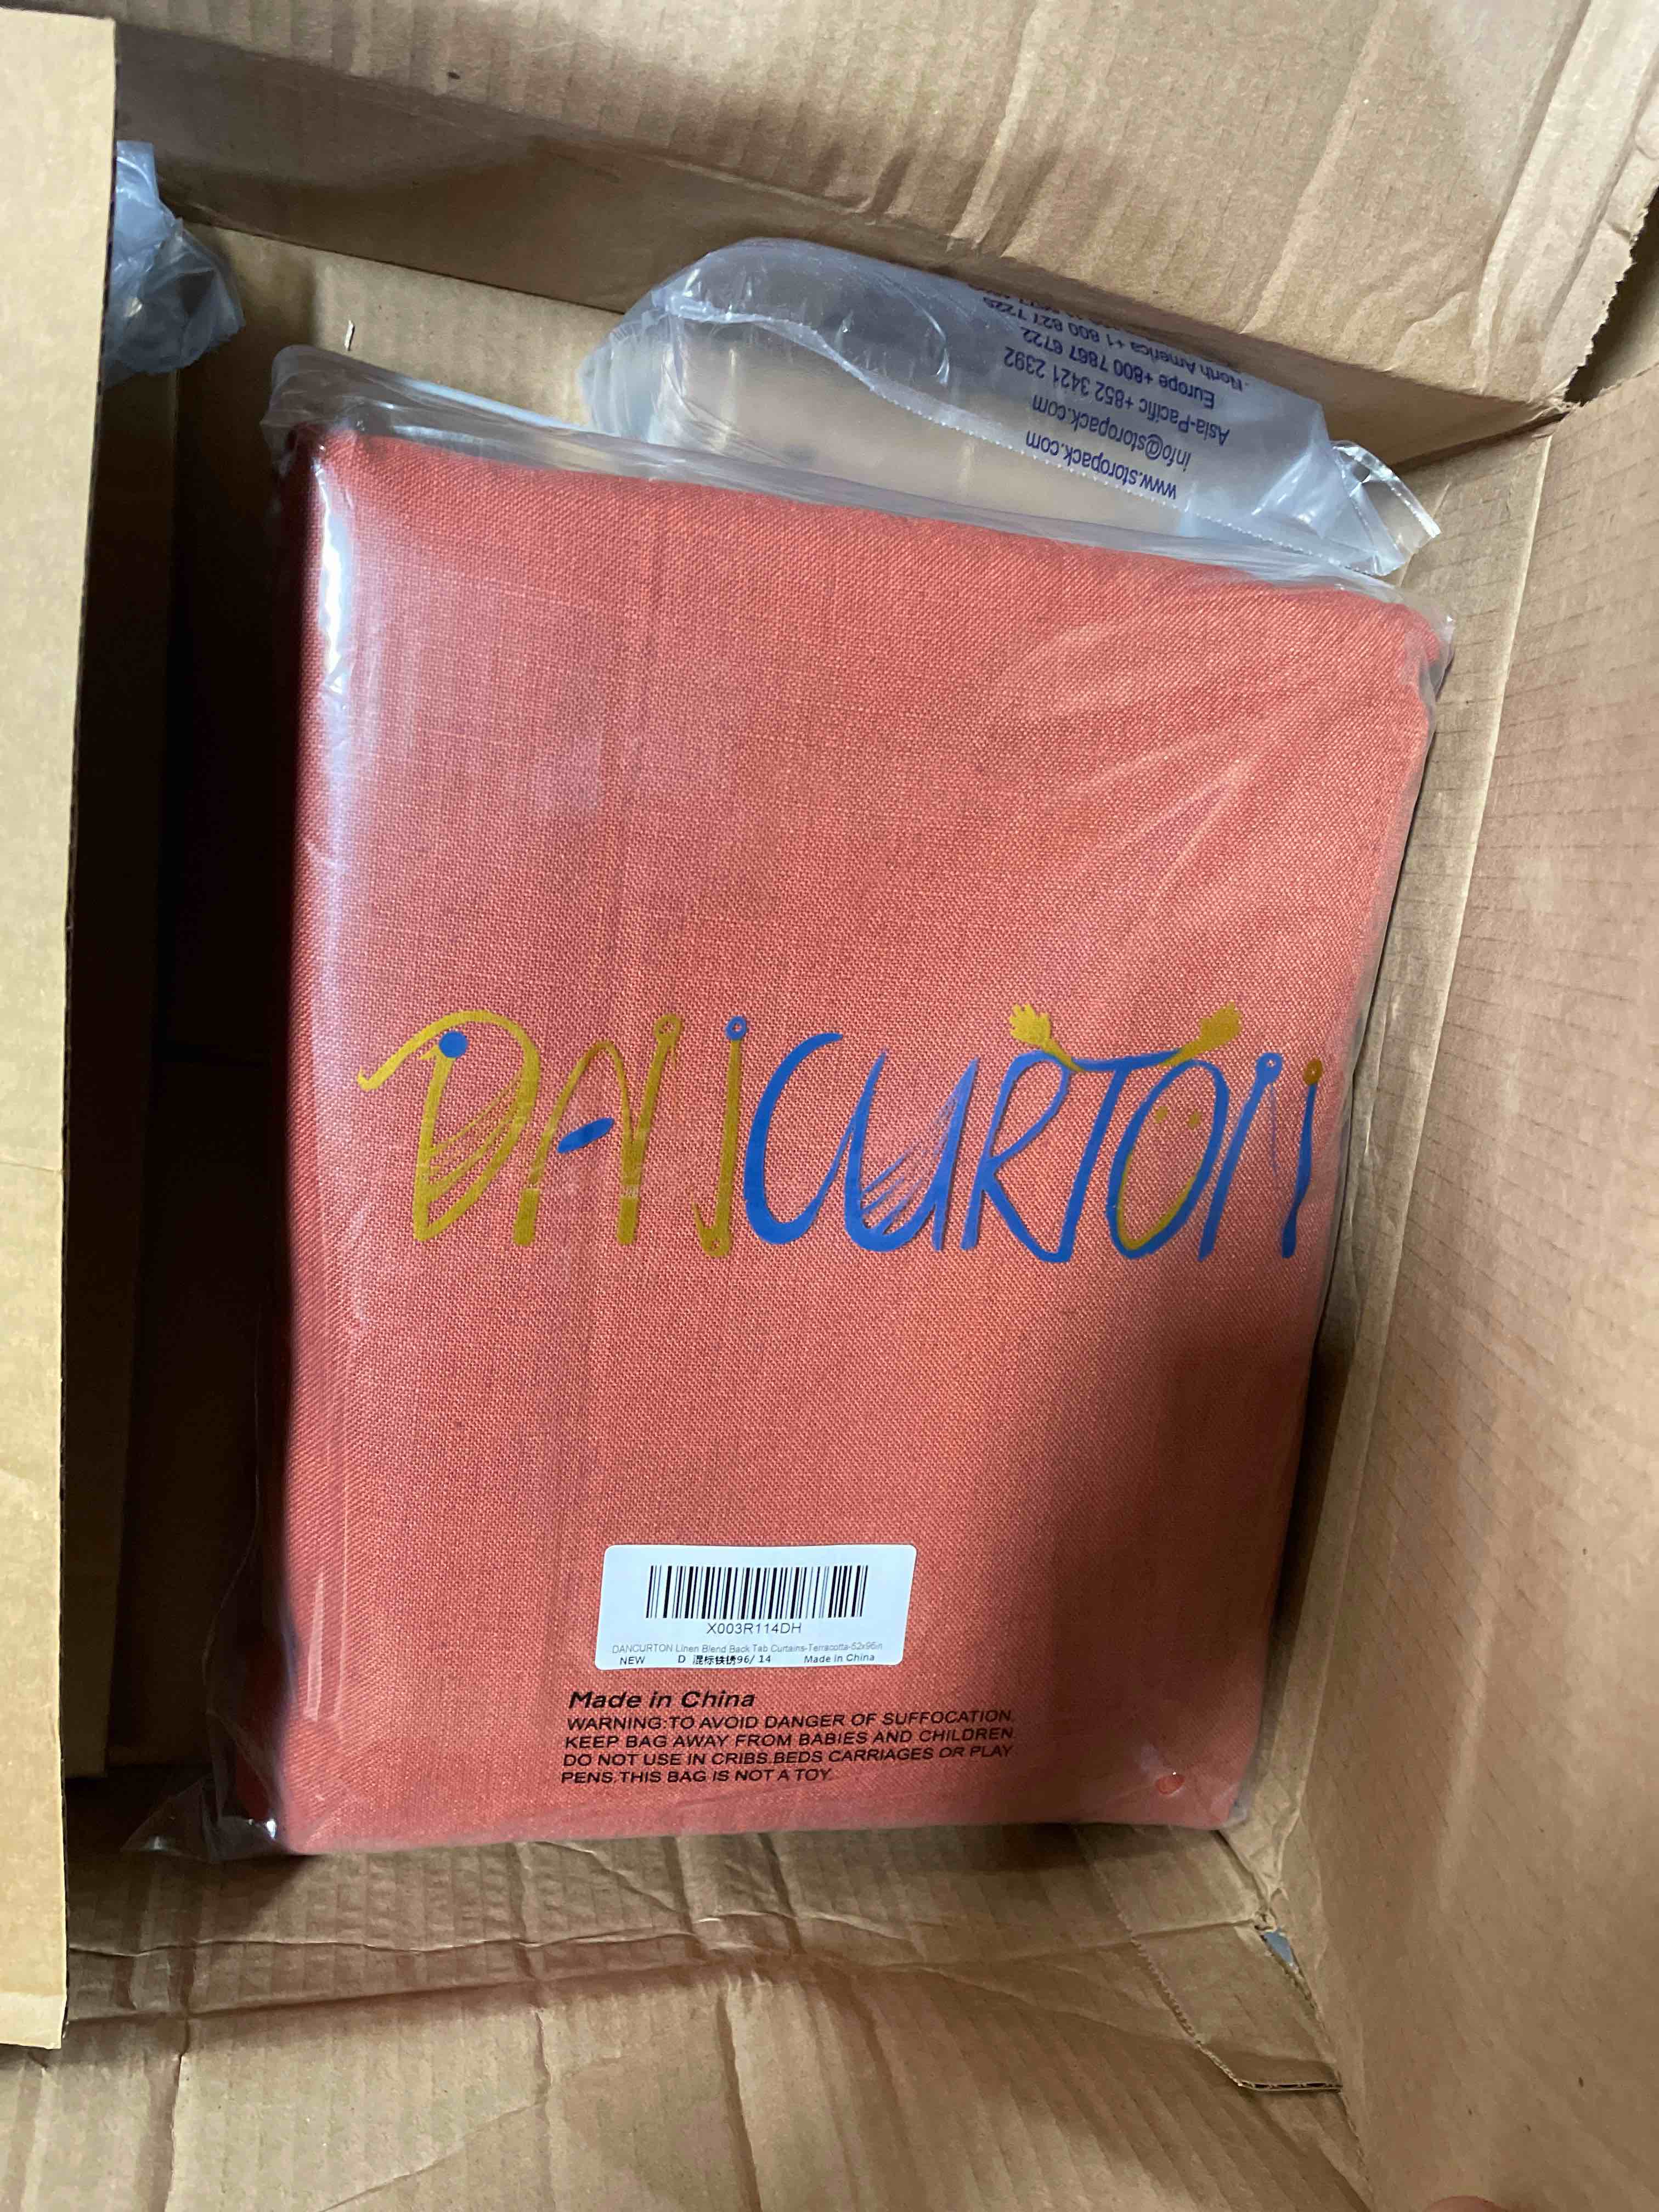 www.storopack.com
info@storopack.com
Asia-Pacific +852 3421 2392
Europe +800 7867 6722
North America +1 800 827 7225
DANCURTON
X003R114DH
DANCURTON Linen Blend Back Tab Curtains-Terracotta-52x96in
NEW D 混标铁锈96/ 14 Made in China
Made in China
WARNING:TO AVOID DANGER OF SUFFOCATION,
KEEP BAG AWAY FROM BABIES AND CHILDREN.
DO NOT USE IN CRIBS.BEDS CARRIAGES OR PLAY
PENS.THIS BAG IS NOT A TOY.